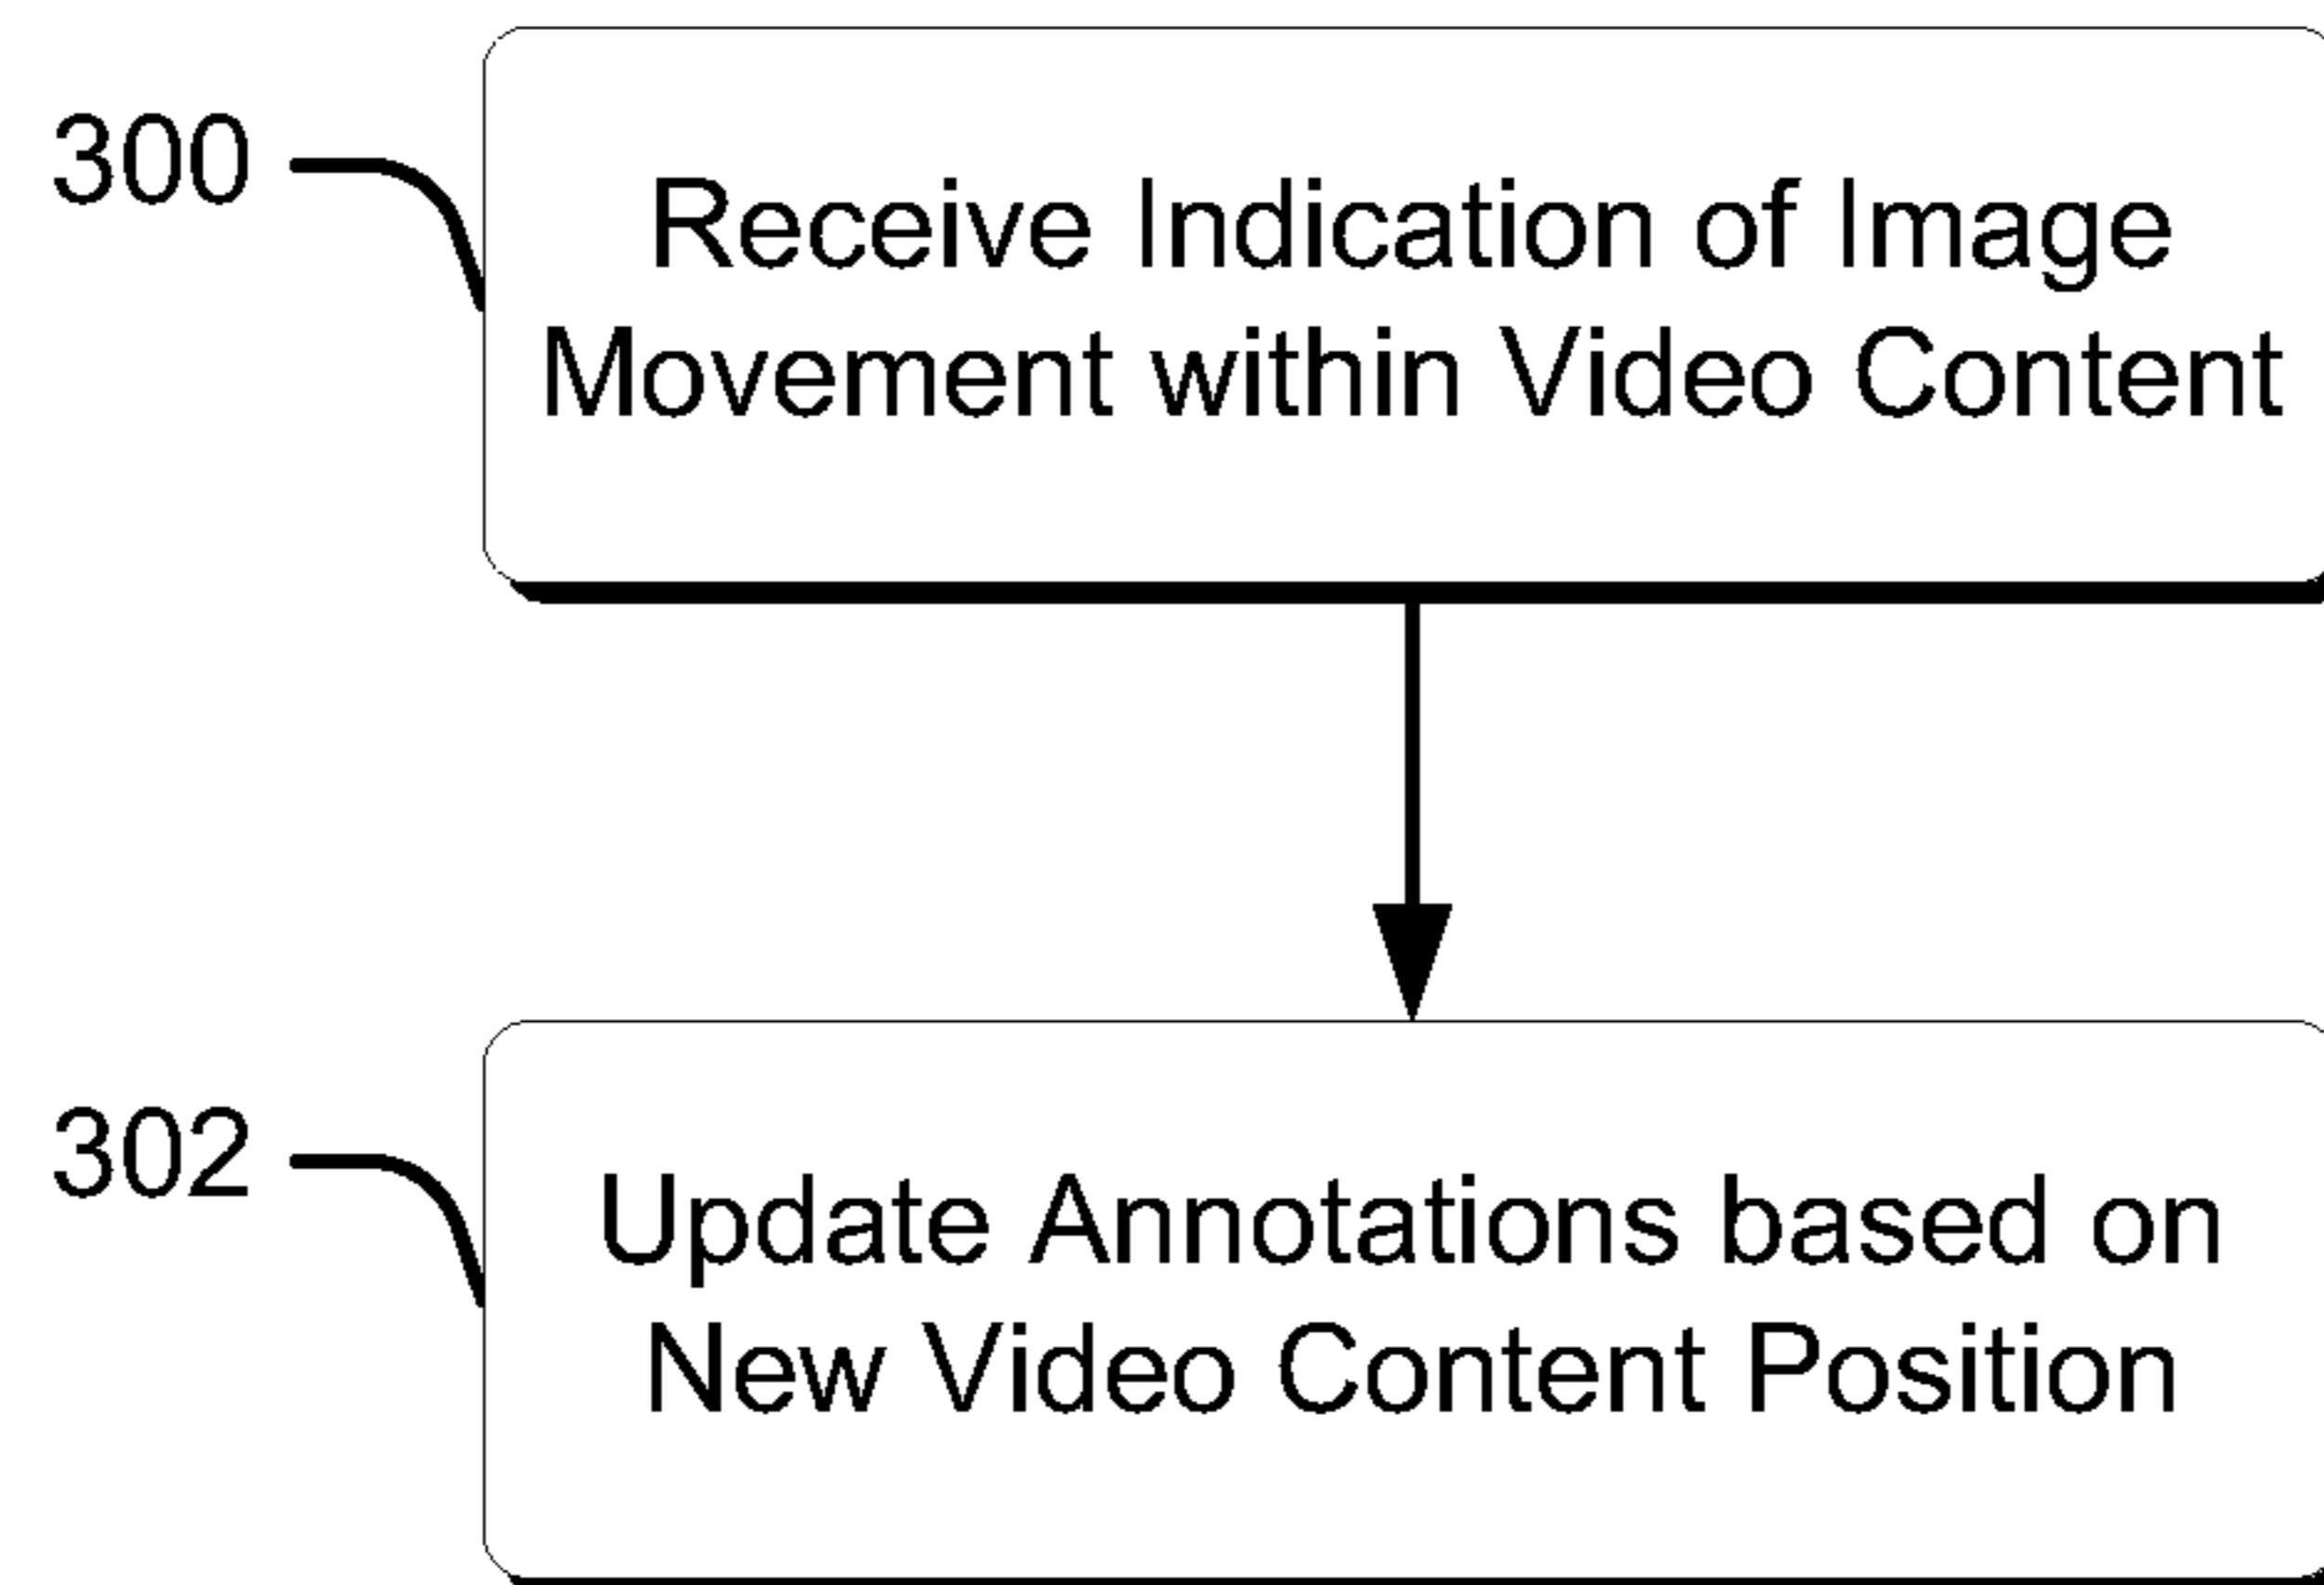 300
Receive Indication of Image
Movement within Video Content
302
Update Annotations based on
New Video Content Position